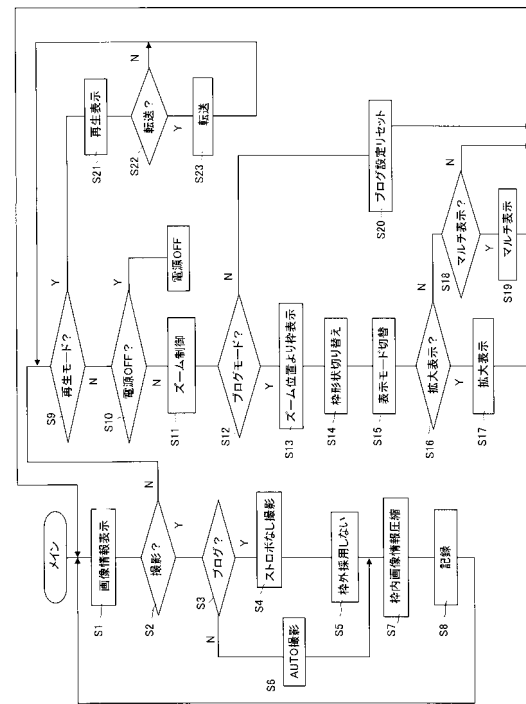 メイン
S1
画像情報表示
S2
撮影?
N
Y
S3
ブログ?
N
Y
S4
ストロボなし撮影
S5
枠外採用しない
S6
AUTO撮影
S7
枠内画像情報圧縮
S8
記録
S9
再生モード?
Y
N
S10
電源OFF?
Y
N
電源OFF
S11
ズーム制御
S12
ブログモード?
N
Y
S13
ズーム位置より枠表示
S14
枠形状切り替え
S15
表示モード切替
S16
拡大表示?
N
Y
S17
拡大表示
S18
マルチ表示?
N
Y
S19
マルチ表示
S20
ブログ設定リセット
S21
再生表示
S22
転送?
N
Y
S23
転送